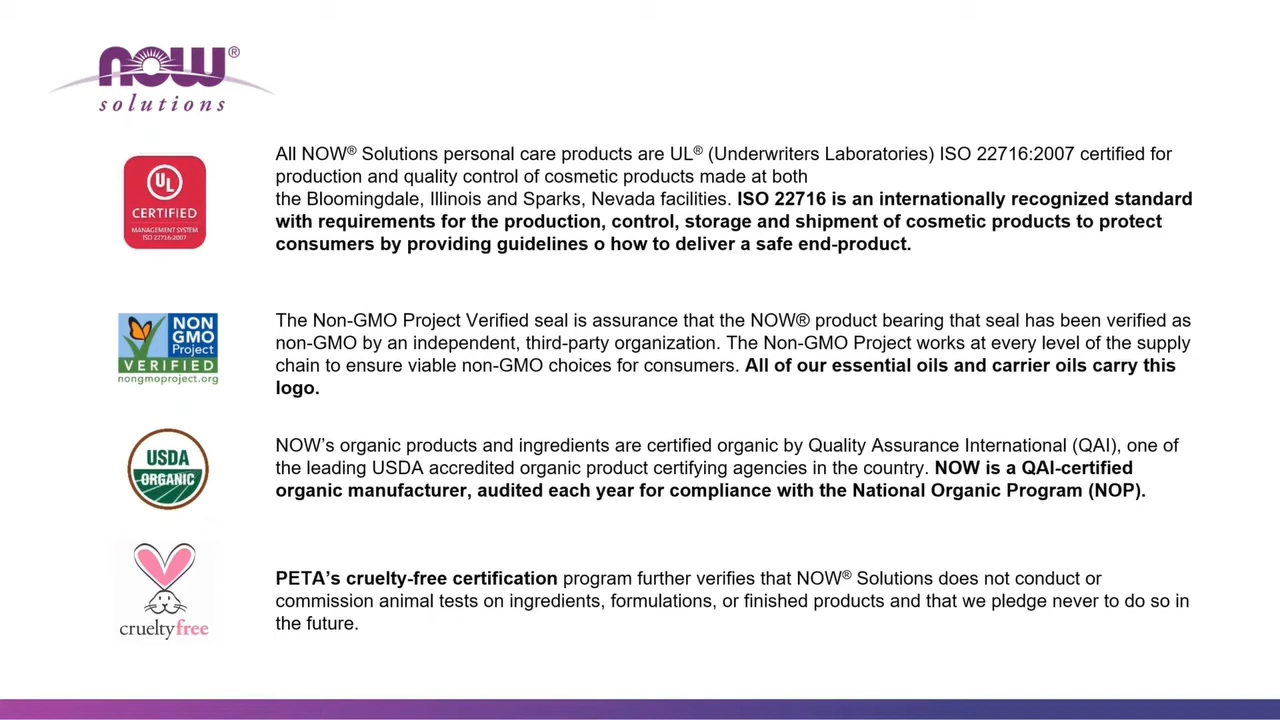 now®
solutions
UL
CERTIFIED
MANAGEMENT SYSTEM
ISO 22716:2007
All NOW® Solutions personal care products are UL® (Underwriters Laboratories) ISO 22716:2007 certified for
production and quality control of cosmetic products made at both
the Bloomingdale, Illinois and Sparks, Nevada facilities. ISO 22716 is an internationally recognized standard
with requirements for the production, control, storage and shipment of cosmetic products to protect
consumers by providing guidelines o how to deliver a safe end-product.
NON
GMO
Project
VERIFIED
nongmoproject.org
The Non-GMO Project Verified seal is assurance that the NOW® product bearing that seal has been verified as
non-GMO by an independent, third-party organization. The Non-GMO Project works at every level of the supply
chain to ensure viable non-GMO choices for consumers. All of our essential oils and carrier oils carry this
logo.
USDA
ORGANIC
NOW’s organic products and ingredients are certified organic by Quality Assurance International (QAI), one of
the leading USDA accredited organic product certifying agencies in the country. NOW is a QAI-certified
organic manufacturer, audited each year for compliance with the National Organic Program (NOP).
crueltyfree
PETA’s cruelty-free certification program further verifies that NOW® Solutions does not conduct or
commission animal tests on ingredients, formulations, or finished products and that we pledge never to do so in
the future.